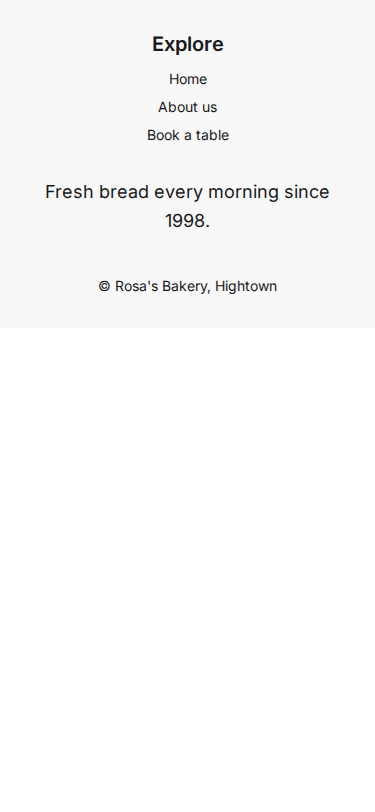 Explore
Home
About us
Book a table
Fresh bread every morning since
1998.
© Rosa's Bakery, Hightown